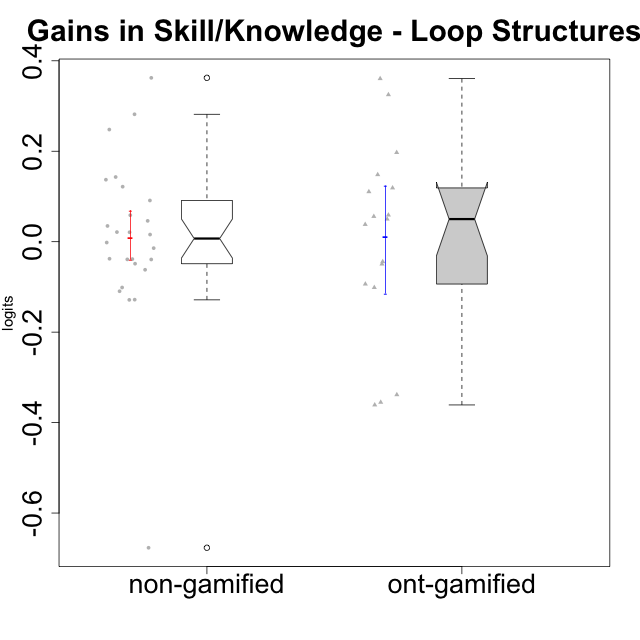 Gains in Skill/Knowledge - Loop Structures
0.4
0.2
0.0
-0.2
-0.4
-0.6
logits
non-gamified
ont-gamified